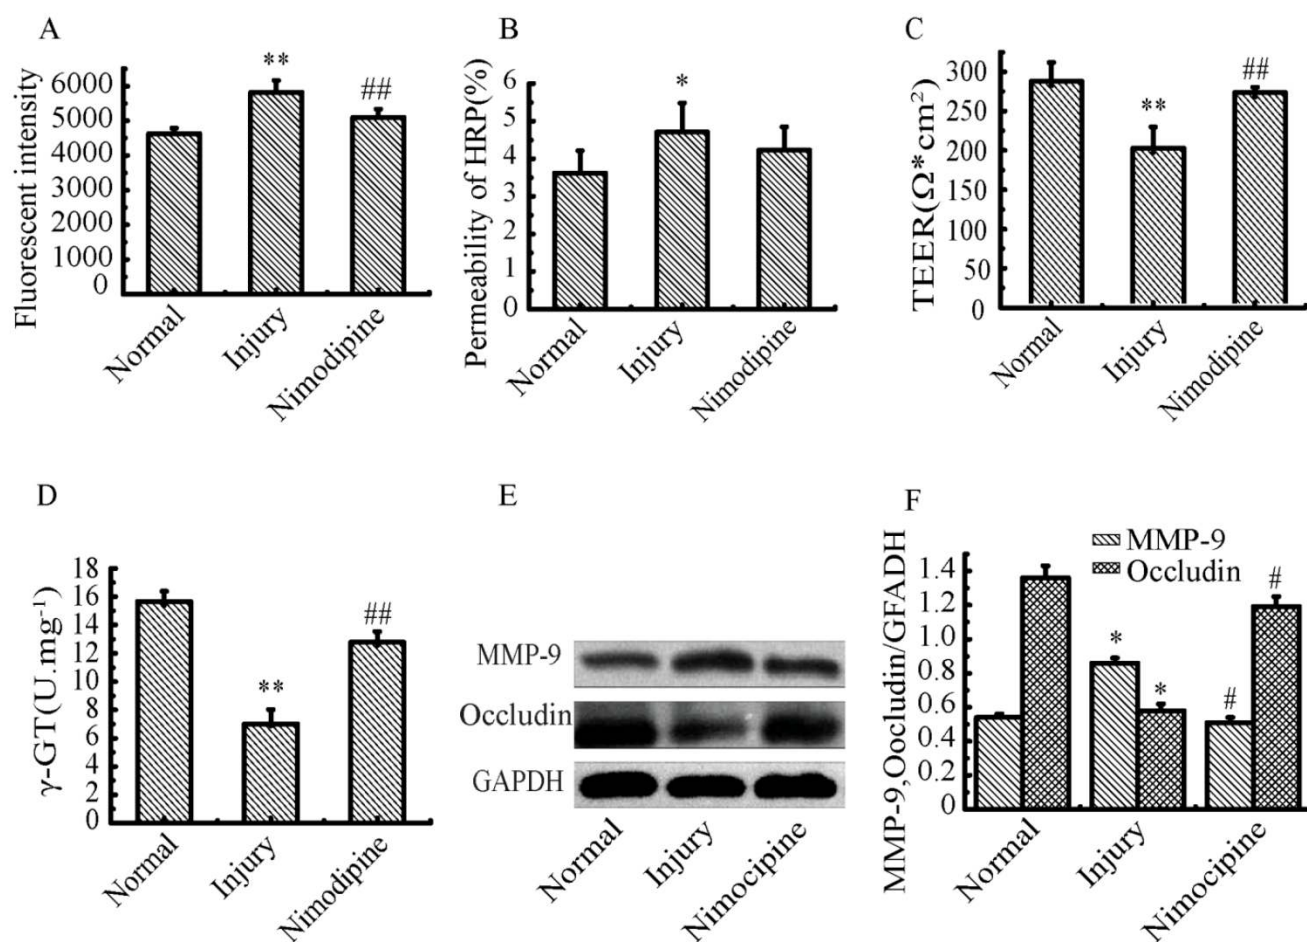 A
Fluorescent intensity
6000
5000
4000
3000
2000
1000
0
**
##
Normal
Injury
Nimodipine
B
Permeability of HRP(%)
6
5
4
3
2
1
0
*
Normal
Injury
Nimodipine
C
TEER(Ω*cm²)
300
250
200
150
100
50
0
**
##
Normal
Injury
Nimodipine
D
γ-GT(U.mg⁻¹)
18
16
14
12
10
8
6
4
2
0
**
##
Normal
Injury
Nimodipine
E
MMP-9
Occludin
GAPDH
Normal
Injury
Nimocipine
F
MMP-9,Oocludin/GFADH
1.4
1.2
1.0
0.8
0.6
0.4
0.2
0
MMP-9
Occludin
*
*
#
#
Normal
Injury
Nimocipine